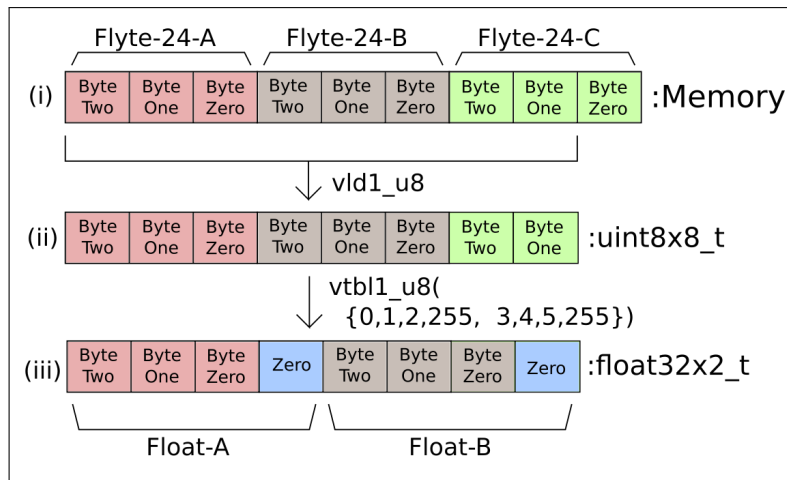 Flyte-24-A Flyte-24-B Flyte-24-C
(i) Byte Two Byte One Byte Zero Byte Two Byte One Byte Zero Byte Two Byte One Byte Zero :Memory
vld1_u8
(ii) Byte Two Byte One Byte Zero Byte Two Byte One Byte Zero Byte Two Byte One :uint8x8_t
vtbl1_u8(
{0,1,2,255, 3,4,5,255})
(iii) Byte Two Byte One Byte Zero Zero Byte Two Byte One Byte Zero Zero :float32x2_t
Float-A Float-B